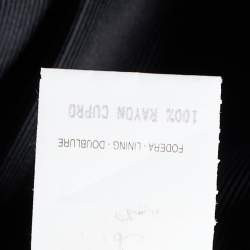 100% RAYON CUPRO
FODERA · LINING · DOUBLURE